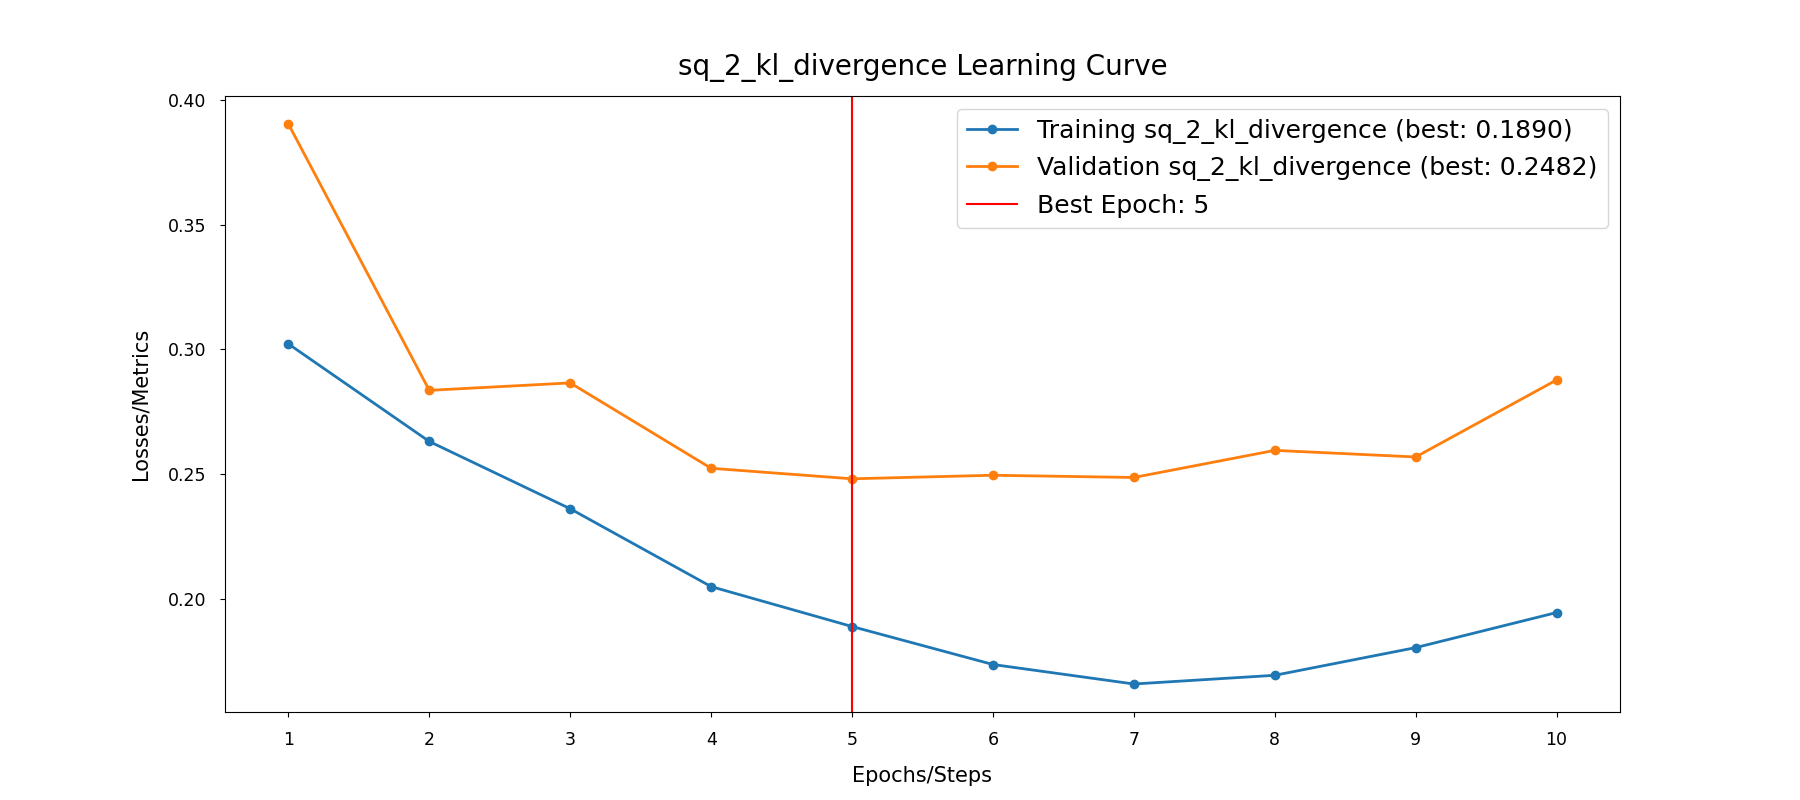 sq_2_kl_divergence Learning Curve
Training sq_2_kl_divergence (best: 0.1890)
Validation sq_2_kl_divergence (best: 0.2482)
Best Epoch: 5
Losses/Metrics
0.40
0.35
0.30
0.25
0.20
1 2 3 4 5 6 7 8 9 10
Epochs/Steps